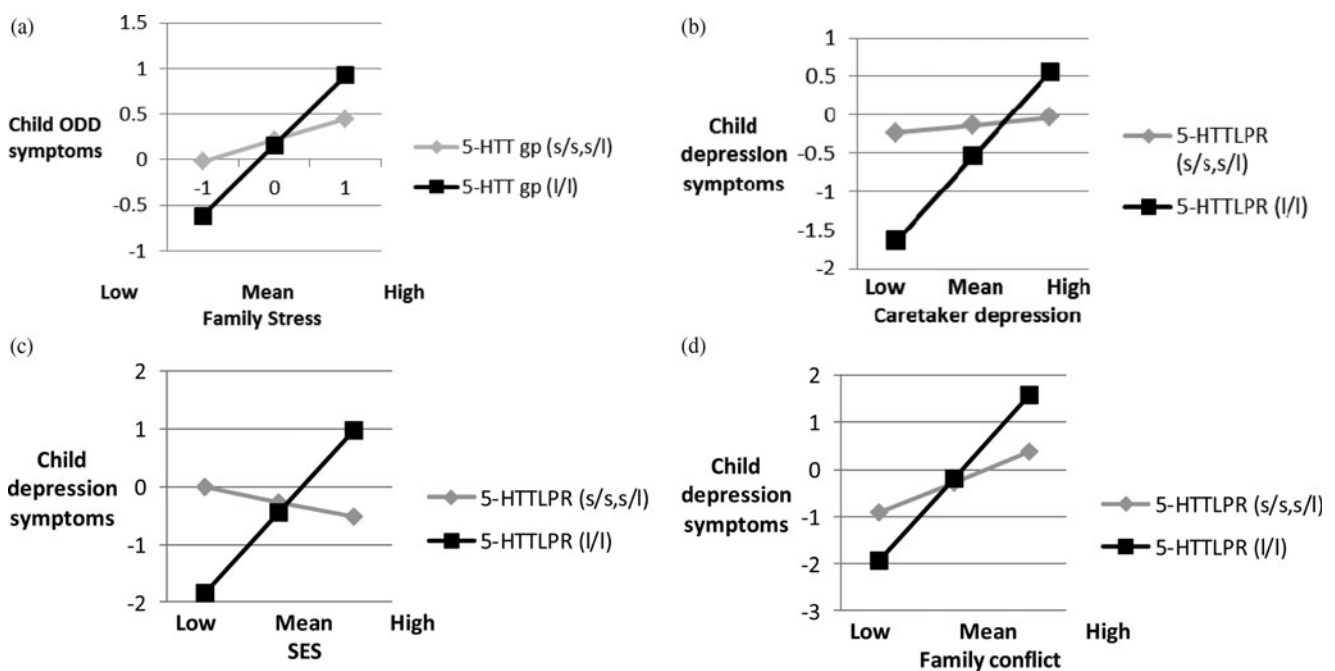 (a)
1.5
1
0.5
0
-0.5
-1
Child ODD
symptoms
-1 0 1
5-HTT gp (s/s,s/l)
5-HTT gp (l/l)
Low Mean High
Family Stress
(b)
1
0.5
0
-0.5
-1
-1.5
-2
Child
depression
symptoms
5-HTTLPR
(s/s,s/l)
5-HTTLPR (l/l)
Low Mean High
Caretaker depression
(c)
2
1
0
-1
-2
Child
depression
symptoms
5-HTTLPR (s/s,s/l)
5-HTTLPR (l/l)
Low Mean High
SES
(d)
2
1
0
-1
-2
-3
Child
depression
symptoms
5-HTTLPR (s/s,s/l)
5-HTTLPR (l/l)
Low Mean High
Family conflict